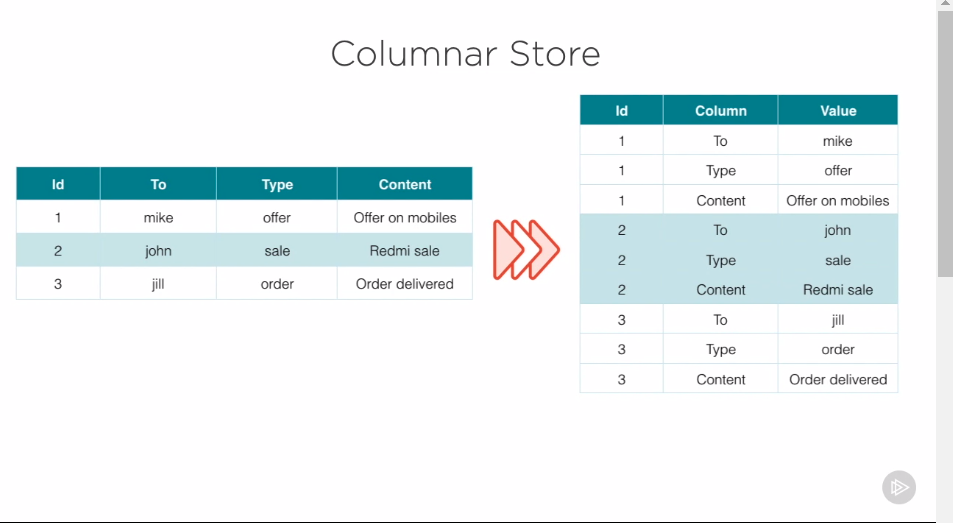 Columnar Store
Id To Type Content
1 mike offer Offer on mobiles
2 john sale Redmi sale
3 jill order Order delivered
Id Column Value
1 To mike
1 Type offer
1 Content Offer on mobiles
2 To john
2 Type sale
2 Content Redmi sale
3 To jill
3 Type order
3 Content Order delivered